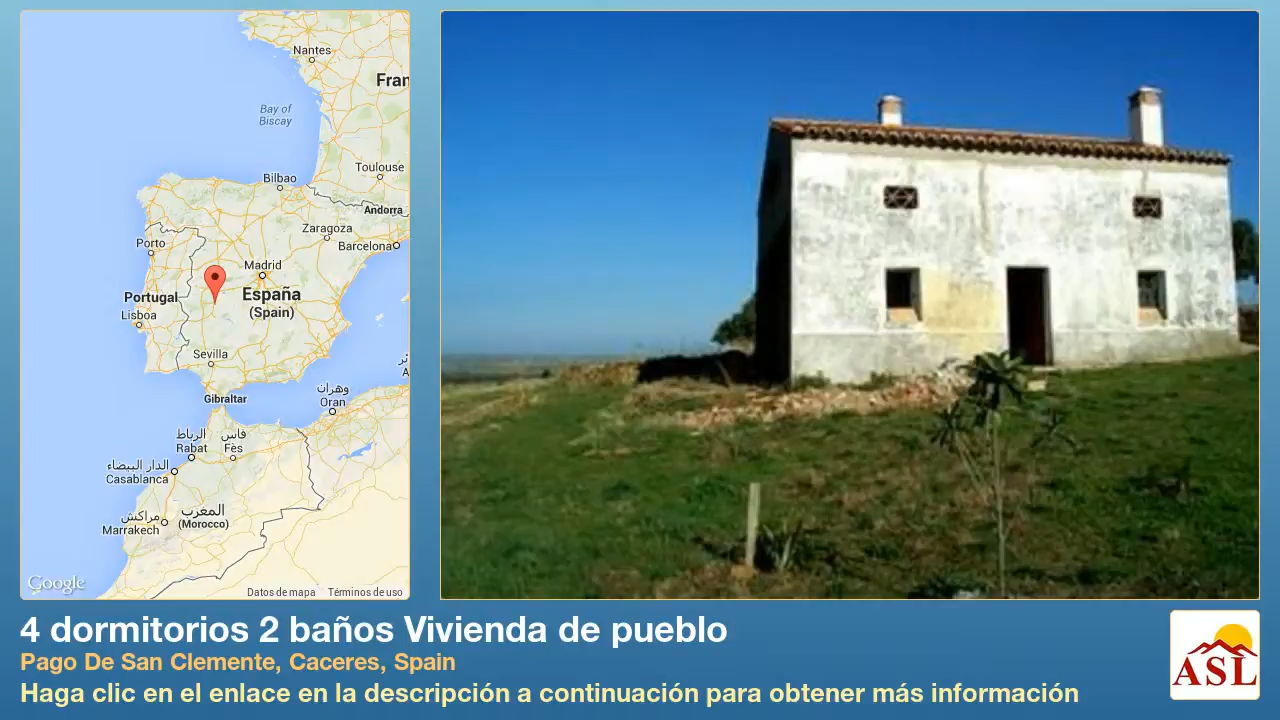 Nantes
Fran
Bay of
Biscay
Toulouse
Bilbao
Andorra
Zaragoza
Porto
Barcelona
Madrid
Portugal
España
(Spain)
Lisboa
Sevilla
Gibraltar
وهران
Oran
الرباط
Rabat
فاس
Fès
الدار البيضاء
Casablanca
مراكش
Marrakech
المغرب
(Morocco)
Google
Datos de mapa
Términos de uso
4 dormitorios 2 baños Vivienda de pueblo
Pago De San Clemente, Caceres, Spain
Haga clic en el enlace en la descripción a continuación para obtener más información
ASL